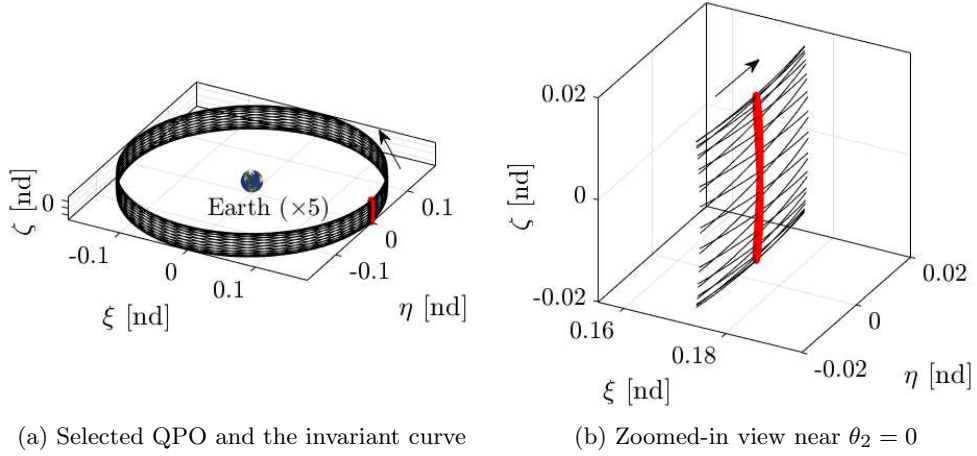 ζ [nd]
0
Earth (×5)
-0.1
0
0.1
ξ [nd]
-0.1
0
0.1
η [nd]
(a) Selected QPO and the invariant curve
ζ [nd]
0.02
0
-0.02
0.16
0.18
ξ [nd]
-0.02
0
0.02
η [nd]
(b) Zoomed-in view near θ₂ = 0